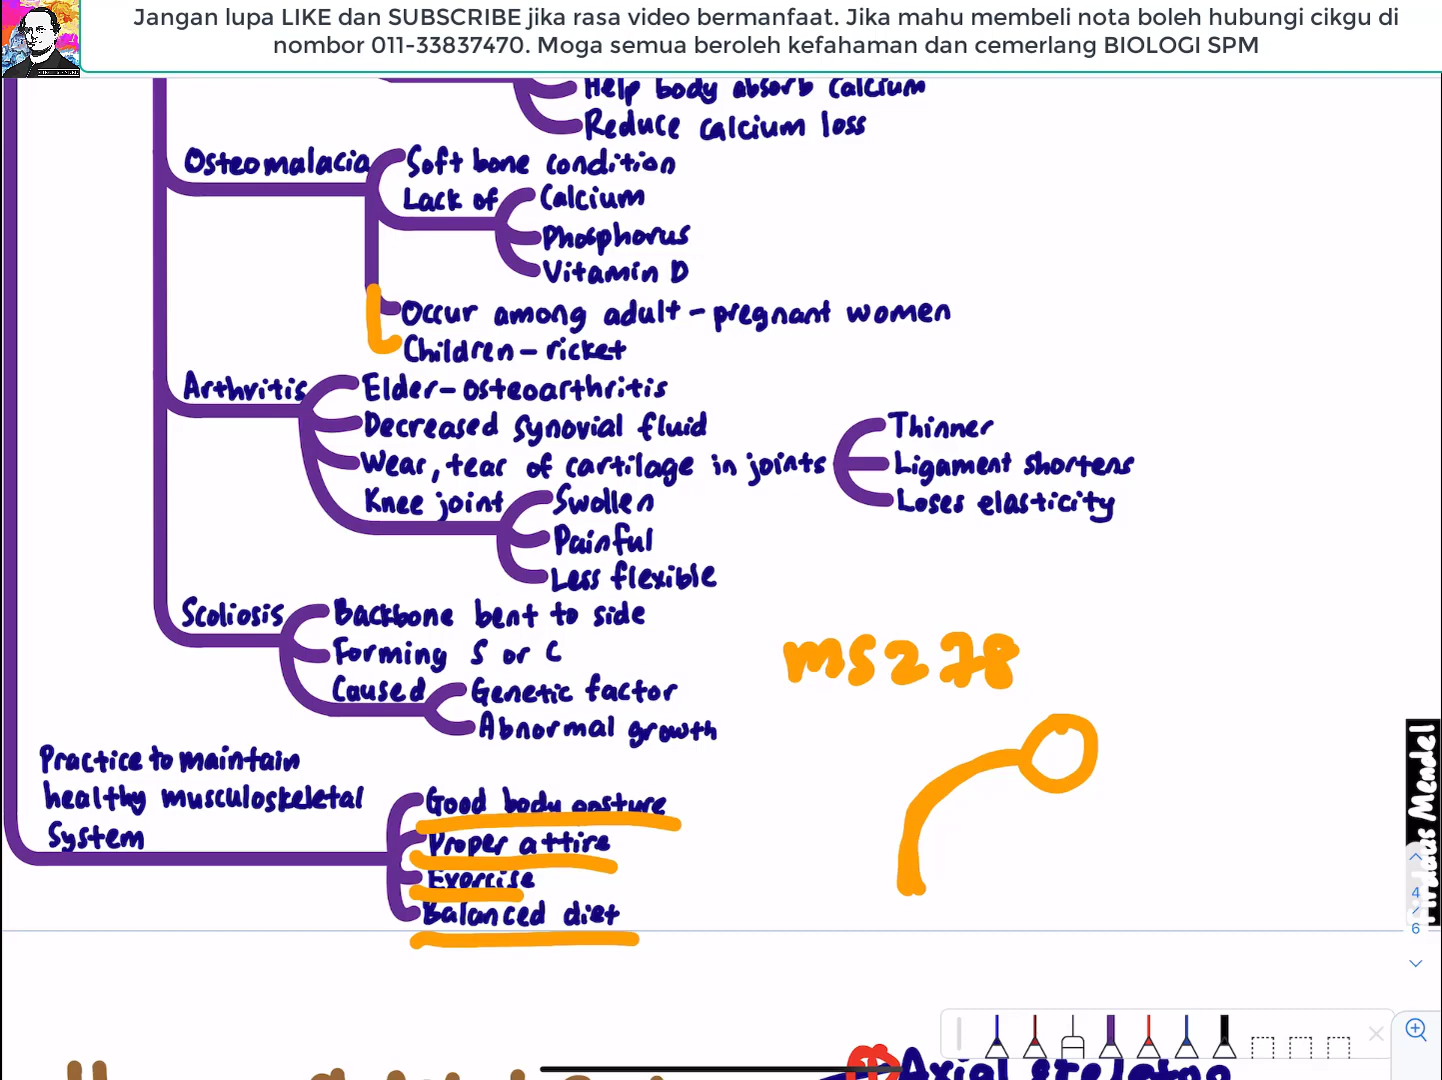 Jangan lupa LIKE dan SUBSCRIBE jika rasa video bermanfaat. Jika mahu membeli nota boleh hubungi cikgu di
nombor 011-33837470. Moga semua beroleh kefahaman dan cemerlang BIOLOGI SPM
Help body absorb calcium
Reduce calcium loss
Osteomalacia
Soft bone condition
Lack of
Calcium
Phosphorus
Vitamin D
Occur among adult - pregnant women
Children - ricket
Arthritis
Elder - osteoarthritis
Decreased synovial fluid
Wear, tear of cartilage in joints
Thinner
Ligament shortens
Loses elasticity
Knee joint
Swollen
Painful
Less flexible
Scoliosis
Backbone bent to side
Forming S or C
Caused
Genetic factor
Abnormal growth
ms 278
Practice to maintain
healthy musculoskeletal
system
Good body posture
Proper attire
Exercise
Balanced diet
Mendel
4
6
Axial skeleton